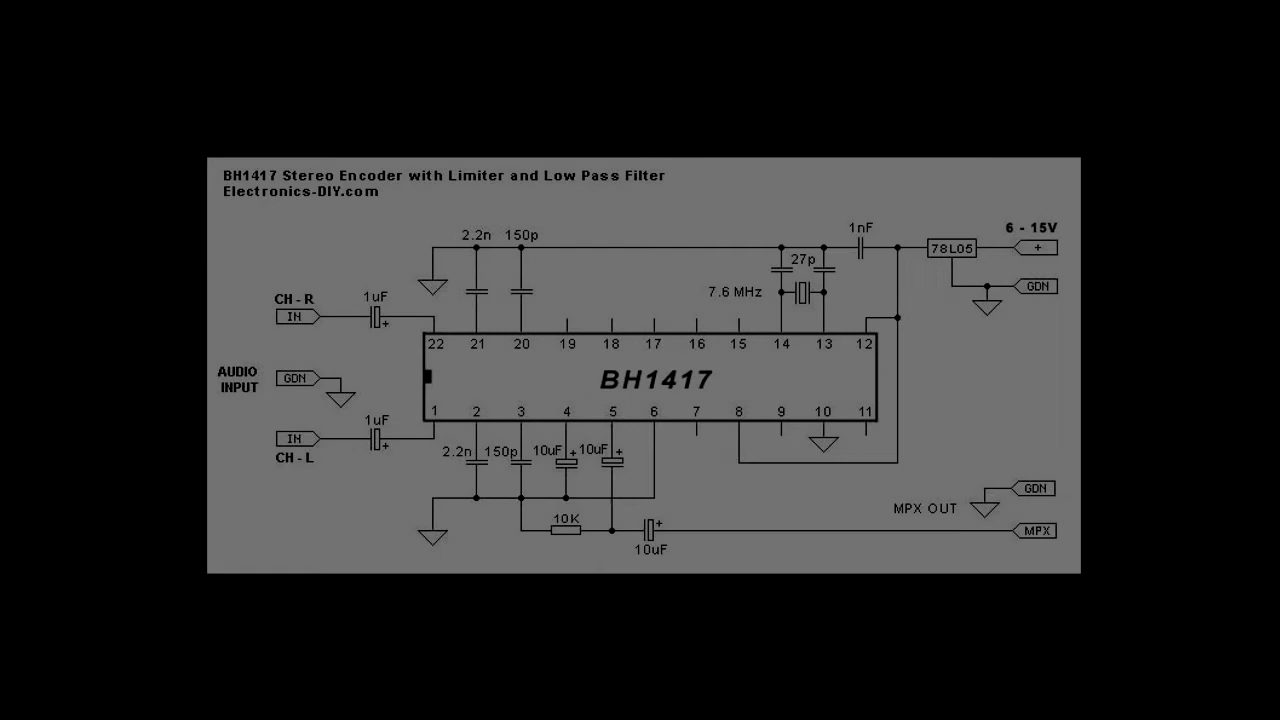 BH1417 Stereo Encoder with Limiter and Low Pass Filter
Electronics-DIY.com
1nF
6 - 15V
2.2n 150p
78L05
+
27p
GDN
7.6 MHz
CH - R
1uF
IN
+
22 21 20 19 18 17 16 15 14 13 12
AUDIO
INPUT
GDN
BH1417
1 2 3 4 5 6 7 8 9 10 11
1uF
IN
+
CH - L
2.2n 150p 10uF + 10uF +
GDN
MPX OUT
10K
+
MPX
10uF